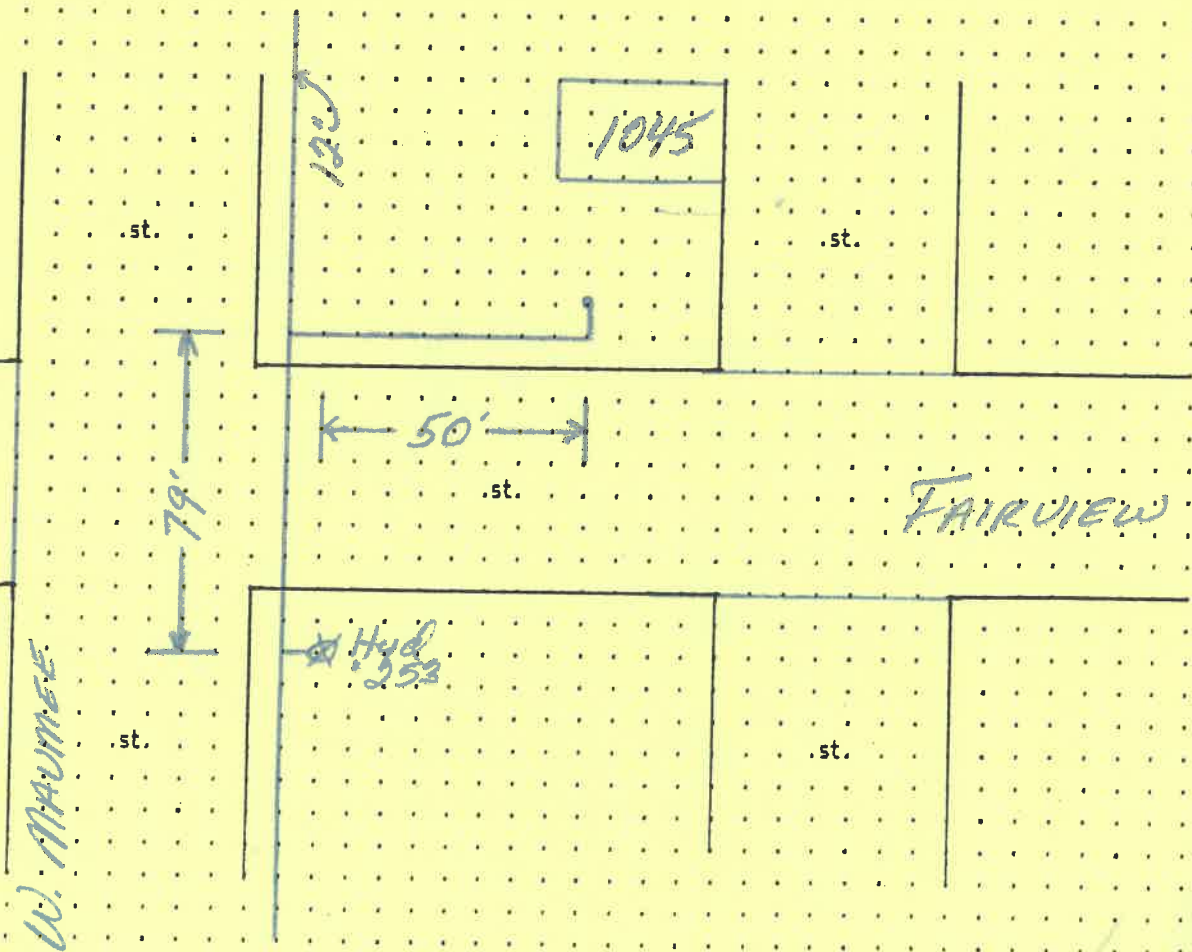 12"
1045
.st.
.st.
50'
79'
.st.
FAIRVIEW
Hyd
253
W. MAUMEE
.st.
.st.